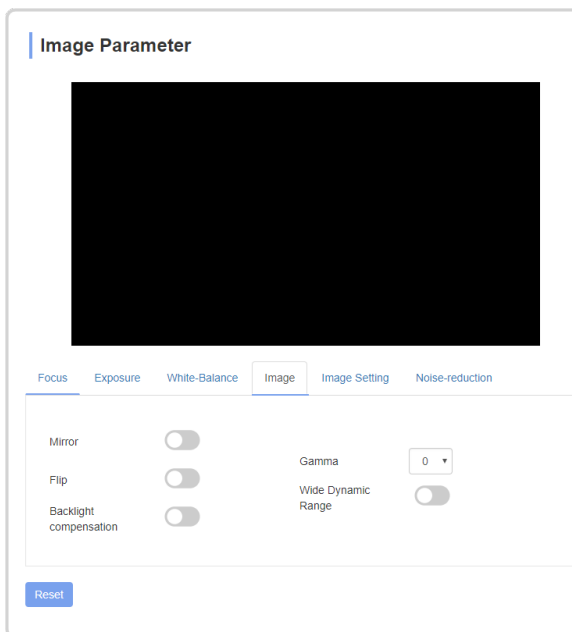 Image Parameter
Focus Exposure White-Balance Image Image Setting Noise-reduction
Mirror
Flip
Backlight
compensation
Gamma 0
Wide Dynamic
Range
Reset